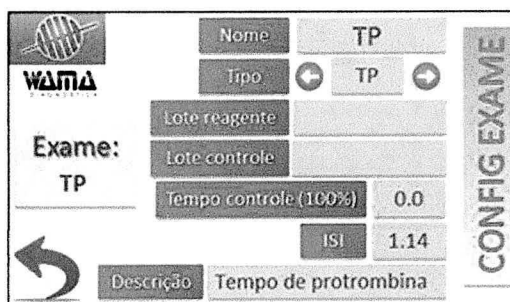 WAMA
DIAGNÓSTICA
Exame:
TP
Nome TP
Tipo TP
Lote reagente
Lote controle
Tempo controle (100%) 0.0
ISI 1.14
Descrição Tempo de protrombina
CONFIG EXAME